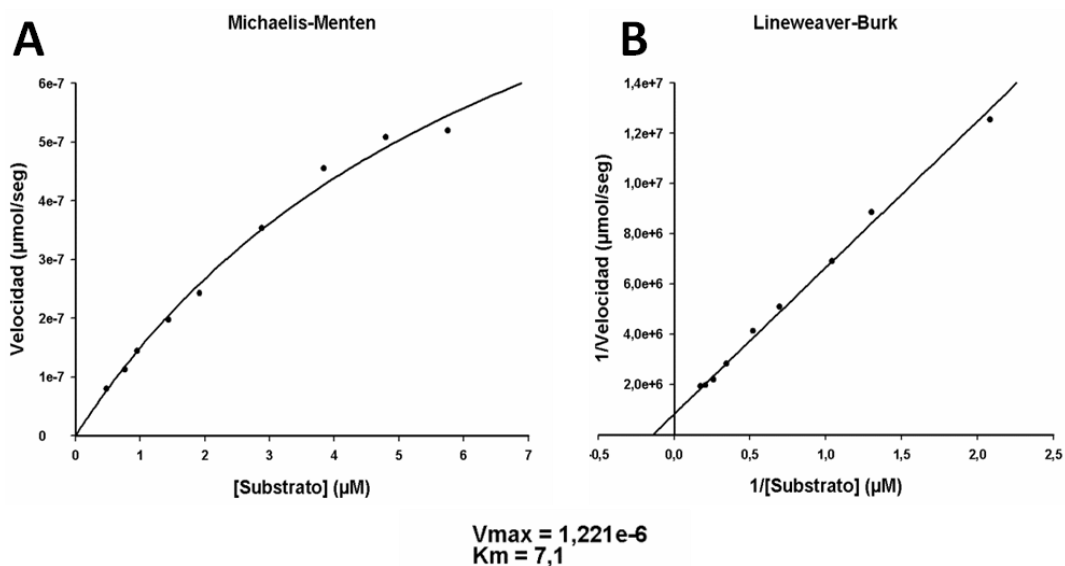 A
Michaelis-Menten
Velocidad (µmol/seg)
6e-7
5e-7
4e-7
3e-7
2e-7
1e-7
0
0 1 2 3 4 5 6 7
[Substrato] (µM)
B
Lineweaver-Burk
1/Velocidad (µmol/seg)
1,4e+7
1,2e+7
1,0e+7
8,0e+6
6,0e+6
4,0e+6
2,0e+6
-0,5 0,0 0,5 1,0 1,5 2,0 2,5
1/[Substrato] (µM)
Vmax = 1,221e-6
Km = 7,1